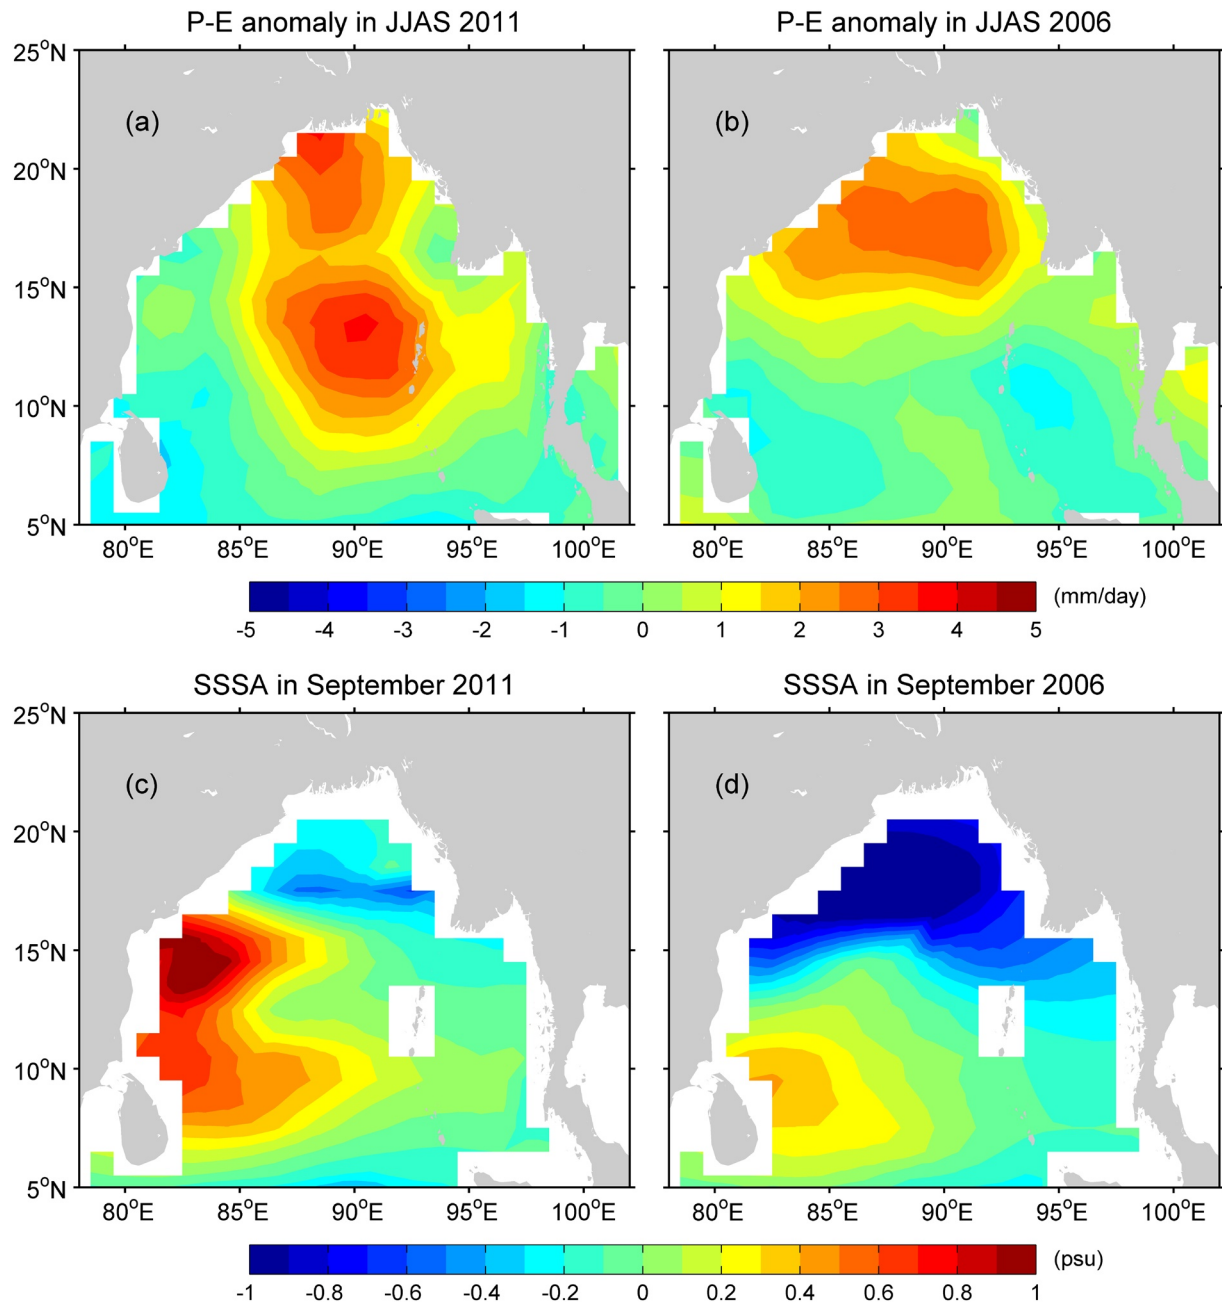 P-E anomaly in JJAS 2011
P-E anomaly in JJAS 2006
25°N
20°N
15°N
10°N
5°N
(a)
(b)
80°E 85°E 90°E 95°E 100°E
80°E 85°E 90°E 95°E 100°E
(mm/day)
-5 -4 -3 -2 -1 0 1 2 3 4 5
SSSA in September 2011
SSSA in September 2006
25°N
20°N
15°N
10°N
5°N
(c)
(d)
80°E 85°E 90°E 95°E 100°E
80°E 85°E 90°E 95°E 100°E
(psu)
-1 -0.8 -0.6 -0.4 -0.2 0 0.2 0.4 0.6 0.8 1